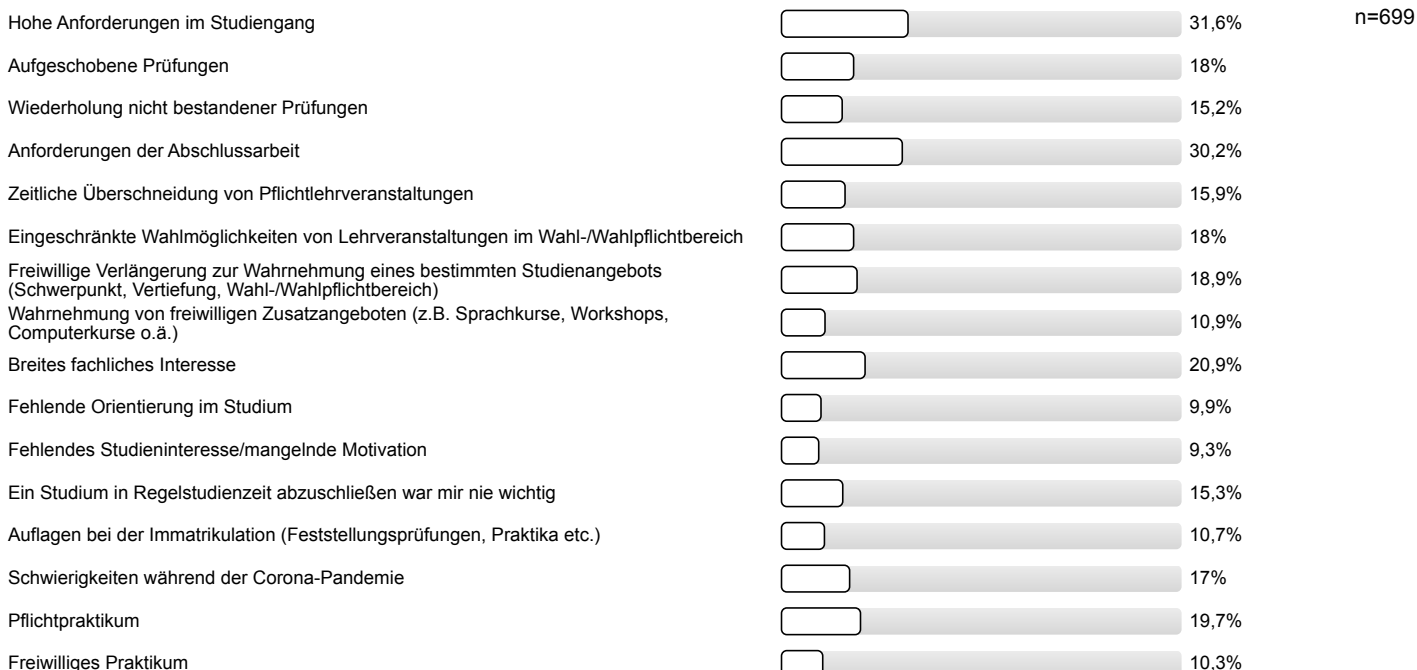 Hohe Anforderungen im Studiengang 31,6% n=699
Aufgeschobene Prüfungen 18%
Wiederholung nicht bestandener Prüfungen 15,2%
Anforderungen der Abschlussarbeit 30,2%
Zeitliche Überschneidung von Pflichtlehrveranstaltungen 15,9%
Eingeschränkte Wahlmöglichkeiten von Lehrveranstaltungen im Wahl-/Wahlpflichtbereich 18%
Freiwillige Verlängerung zur Wahrnehmung eines bestimmten Studienangebots
(Schwerpunkt, Vertiefung, Wahl-/Wahlpflichtbereich) 18,9%
Wahrnehmung von freiwilligen Zusatzangeboten (z.B. Sprachkurse, Workshops,
Computerkurse o.ä.) 10,9%
Breites fachliches Interesse 20,9%
Fehlende Orientierung im Studium 9,9%
Fehlendes Studieninteresse/mangelnde Motivation 9,3%
Ein Studium in Regelstudienzeit abzuschließen war mir nie wichtig 15,3%
Auflagen bei der Immatrikulation (Feststellungsprüfungen, Praktika etc.) 10,7%
Schwierigkeiten während der Corona-Pandemie 17%
Pflichtpraktikum 19,7%
Freiwilliges Praktikum 10,3%